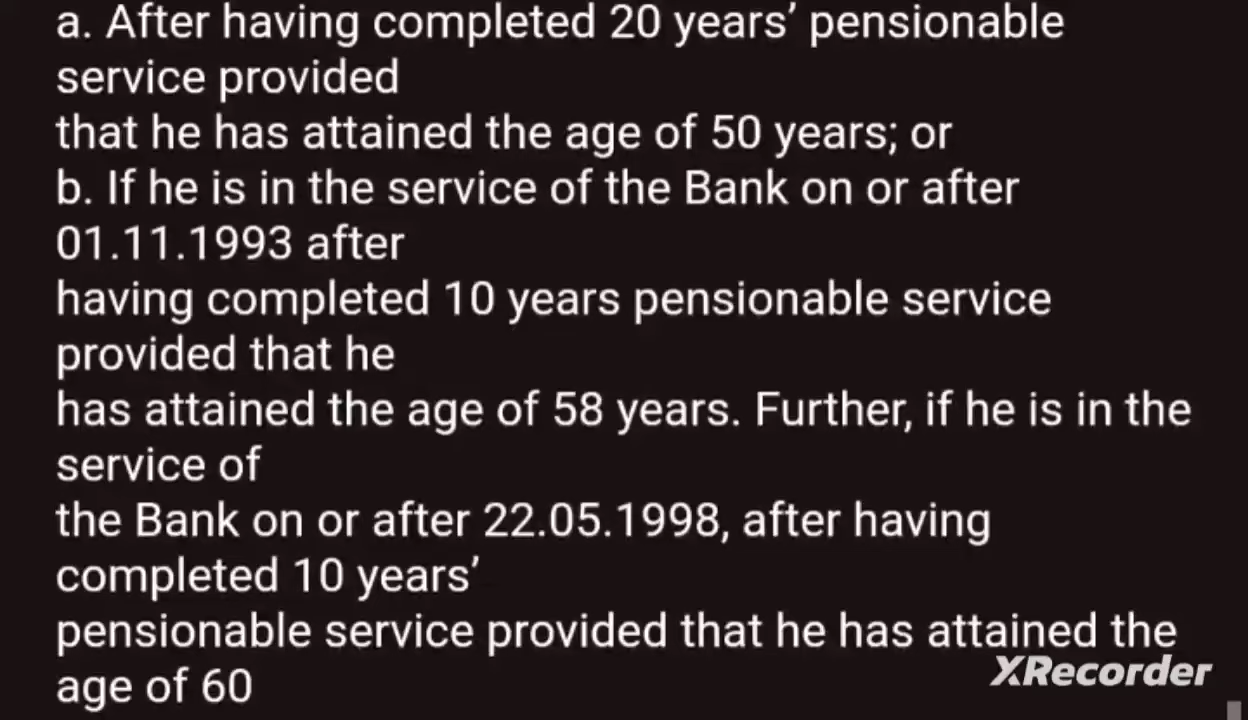 a. After having completed 20 years’ pensionable
service provided
that he has attained the age of 50 years; or
b. If he is in the service of the Bank on or after
01.11.1993 after
having completed 10 years pensionable service
provided that he
has attained the age of 58 years. Further, if he is in the
service of
the Bank on or after 22.05.1998, after having
completed 10 years’
pensionable service provided that he has attained the
age of 60
XRecorder